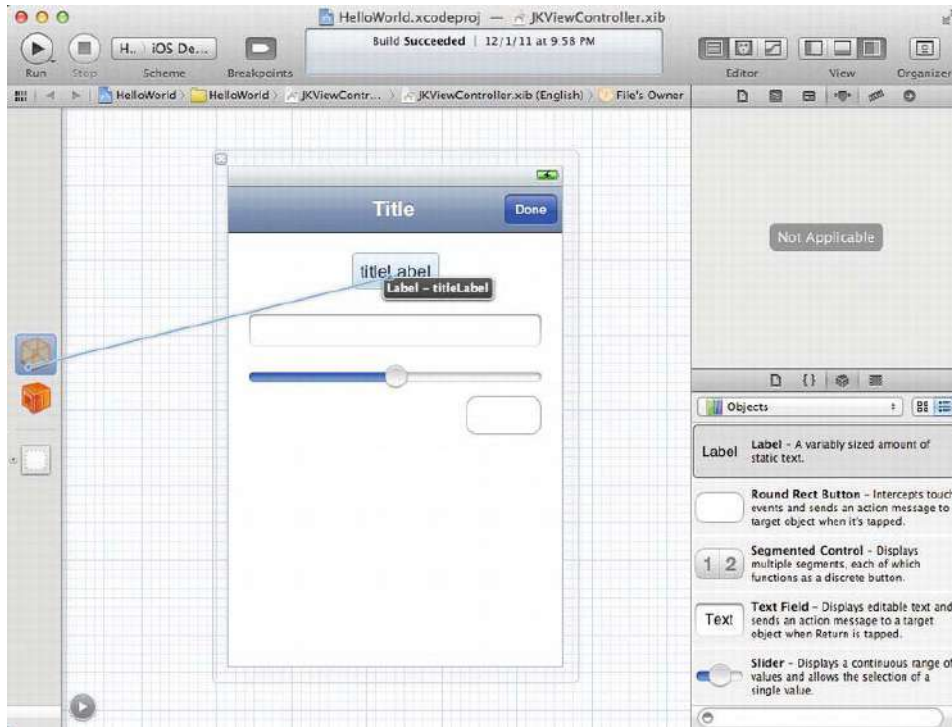 HelloWorld.xcodeproj — JKViewController.xib
Build Succeeded | 12/1/11 at 9:58 PM
H.. iOS De...
Run Stop Scheme Breakpoints Editor View Organizer
HelloWorld HelloWorld JKViewContr... JKViewController.xib (English) File's Owner
Title
Done
Not Applicable
titleLabel
Label – titleLabel
{}
Objects
Label
Label – A variably sized amount of
static text.
Round Rect Button – Intercepts touch
events and sends an action message to
target object when it's tapped.
1 2
Segmented Control – Displays
multiple segments, each of which
functions as a discrete button.
Text
Text Field – Displays editable text and
sends an action message to a target
object when Return is tapped.
Slider – Displays a continuous range of
values and allows the selection of a
single value.